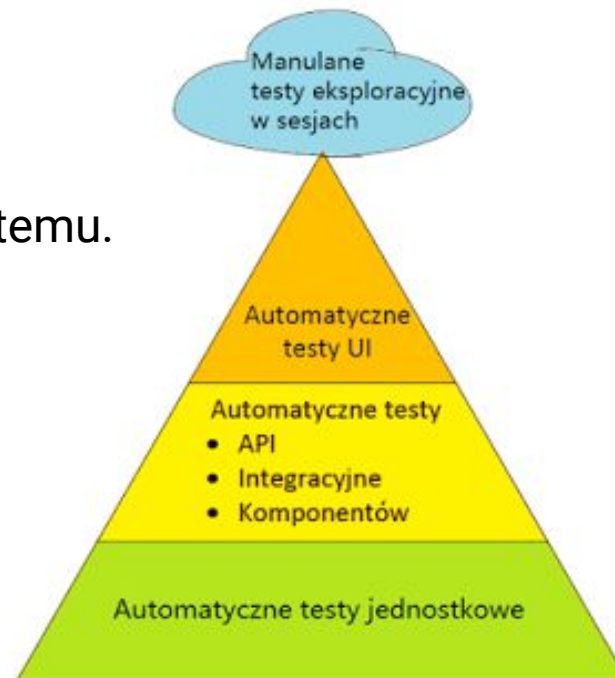 Manulane
testy eksploracyjne
w sesjach
temu.
Automatyczne
testy UI
Automatyczne testy
• API
• Integracyjne
• Komponentów
Automatyczne testy jednostkowe